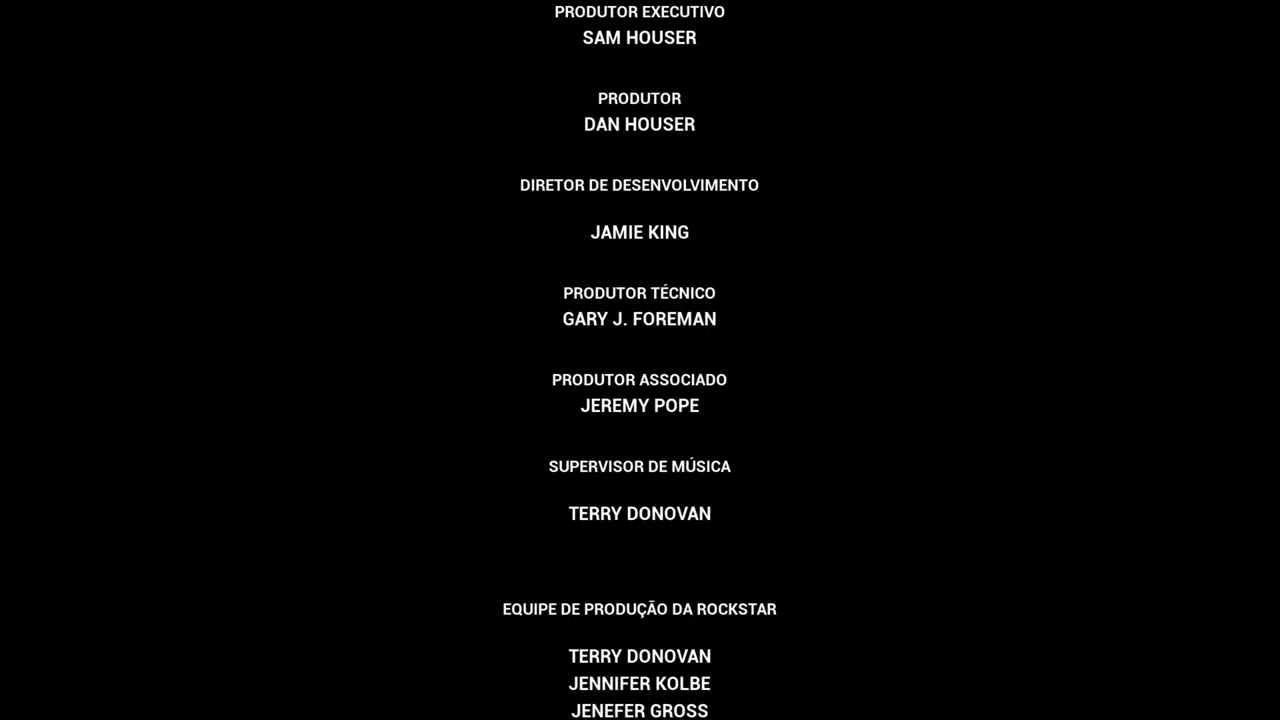 PRODUTOR EXECUTIVO
SAM HOUSER
PRODUTOR
DAN HOUSER
DIRETOR DE DESENVOLVIMENTO
JAMIE KING
PRODUTOR TÉCNICO
GARY J. FOREMAN
PRODUTOR ASSOCIADO
JEREMY POPE
SUPERVISOR DE MÚSICA
TERRY DONOVAN
EQUIPE DE PRODUÇÃO DA ROCKSTAR
TERRY DONOVAN
JENNIFER KOLBE
JENEFER GROSS